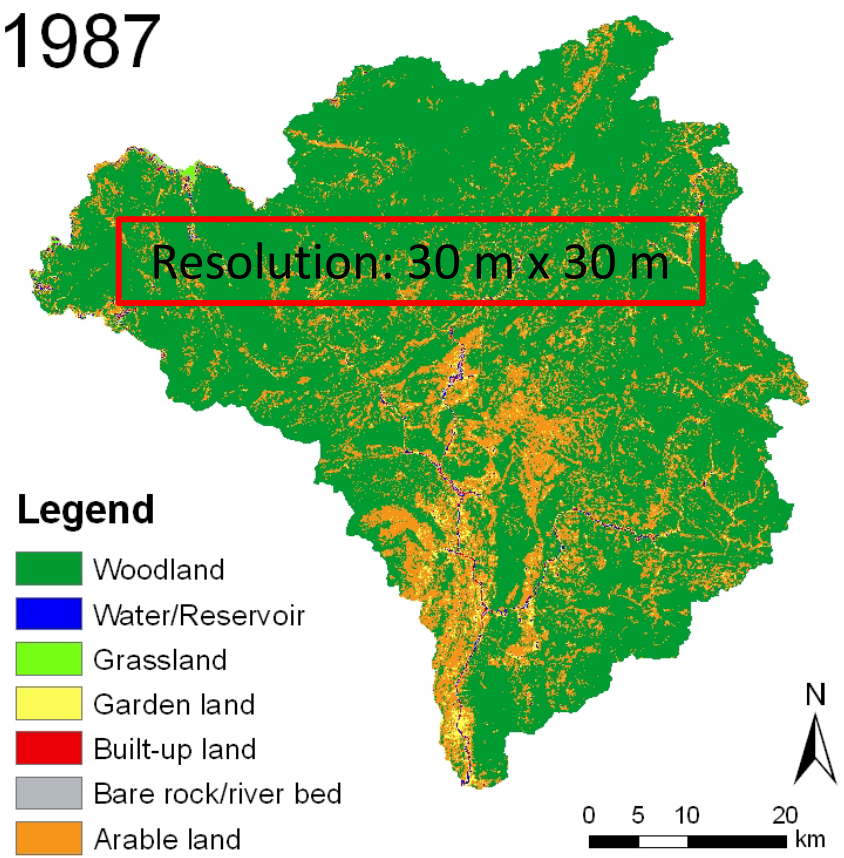 1987
Resolution: 30 m x 30 m
Legend
Woodland
Water/Reservoir
Grassland
Garden land
Built-up land
Bare rock/river bed
Arable land
N
0 5 10 20
km